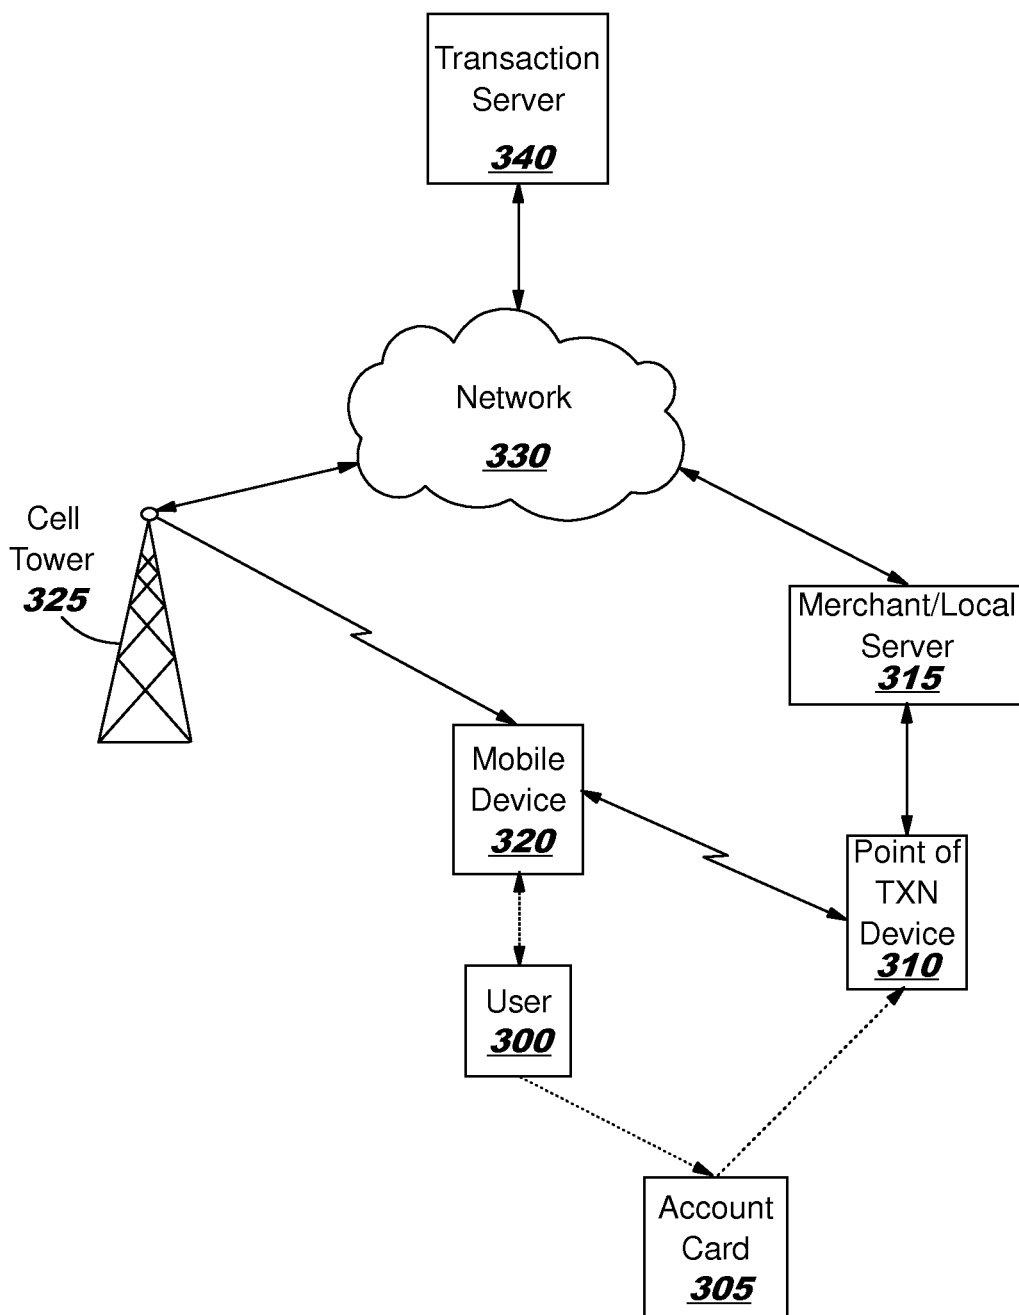 Transaction
Server
340
Network
330
Cell
Tower
325
Merchant/Local
Server
315
Mobile
Device
320
Point of
TXN
Device
310
User
300
Account
Card
305